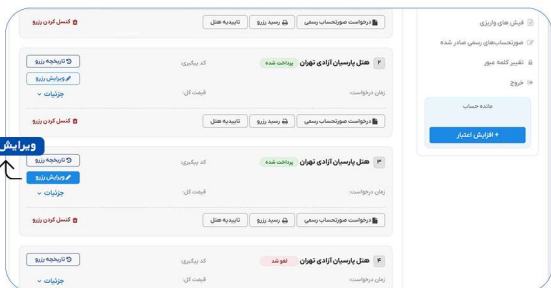 فیش های واریزی
صورتحساب‌های رسمی صادر شده
تغییر کلمه عبور
خروج
مانده حساب
+ افزایش اعتبار
درخواست صورتحساب رسمی رسید رزرو تاییدیه هتل کنسل کردن رزرو
۲ هتل پارسیان آزادی تهران پرداخت شده کد پیگیری: تاریخچه رزرو
ویرایش رزرو
زمان درخواست: قیمت کل: جزئیات
درخواست صورتحساب رسمی رسید رزرو تاییدیه هتل کنسل کردن رزرو
ویرایش
۳ هتل پارسیان آزادی تهران پرداخت شده کد پیگیری: تاریخچه رزرو
ویرایش رزرو
زمان درخواست: قیمت کل: جزئیات
درخواست صورتحساب رسمی رسید رزرو تاییدیه هتل کنسل کردن رزرو
۴ هتل پارسیان آزادی تهران لغو شد کد پیگیری: تاریخچه رزرو
زمان درخواست: قیمت کل: جزئیات